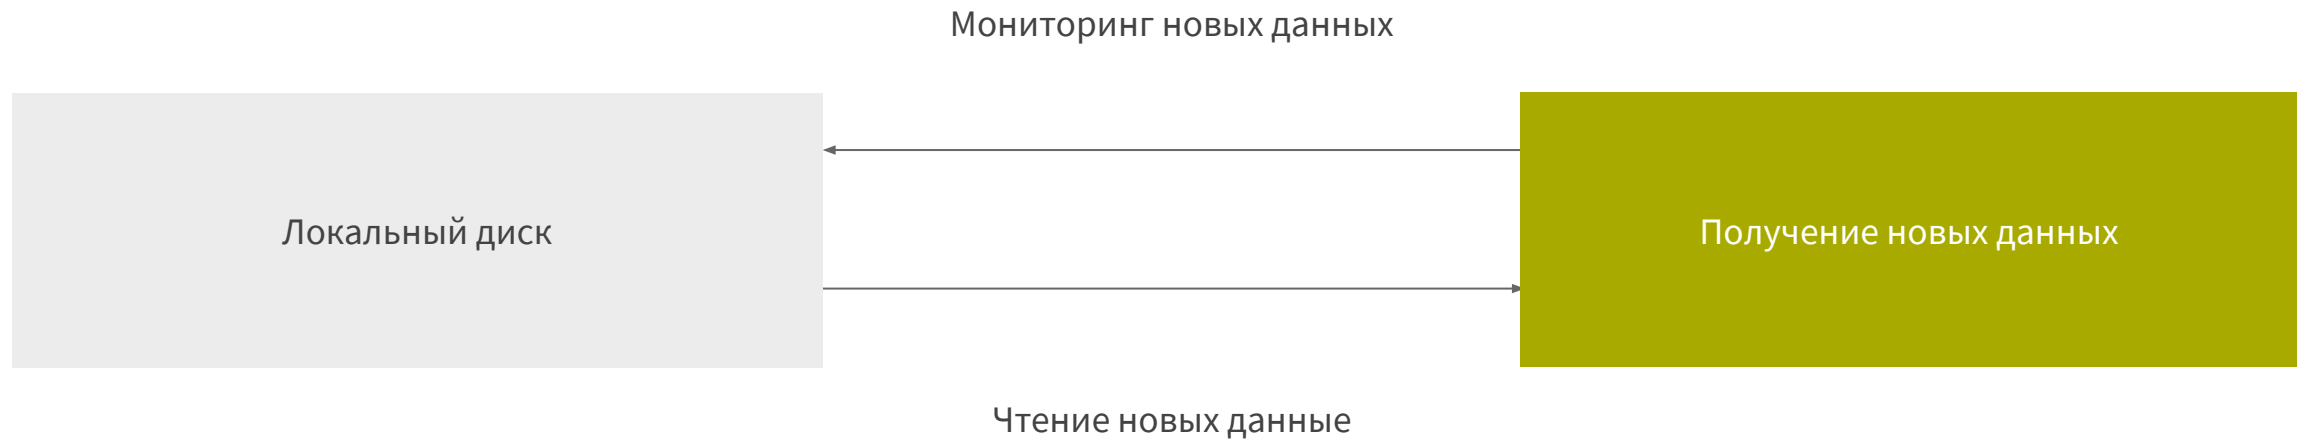 Мониторинг новых данных
Локальный диск
Получение новых данных
Чтение новых данные